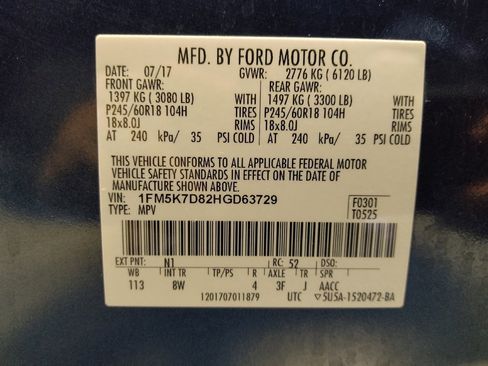 MFD. BY FORD MOTOR CO.
DATE: 07/17 GVWR: 2776 KG ( 6120 LB)
FRONT GAWR: REAR GAWR:
1397 KG ( 3080 LB) 1497 KG ( 3300 LB)
P245/60R18 104H TIRES P245/60R18 104H TIRES
18x8.0J RIMS 18x8.0J RIMS
AT 240 kPa/ 35 PSI COLD AT 240 kPa/ 35 PSI COLD
THIS VEHICLE CONFORMS TO ALL APPLICABLE FEDERAL MOTOR
VEHICLE SAFETY STANDARDS IN EFFECT ON THE DATE OF
MANUFACTURE SHOWN ABOVE.
VIN: 1FM5K7D82HGD63729 F0301
TYPE: MPV T0525
EXT PNT: N1 RC: 52 DSO:
WB INT TR TP/PS R AXLE TR SPR
113 8W 4 3F J AACC
1201707011879 UTC ▽5U5A-1520472-BA